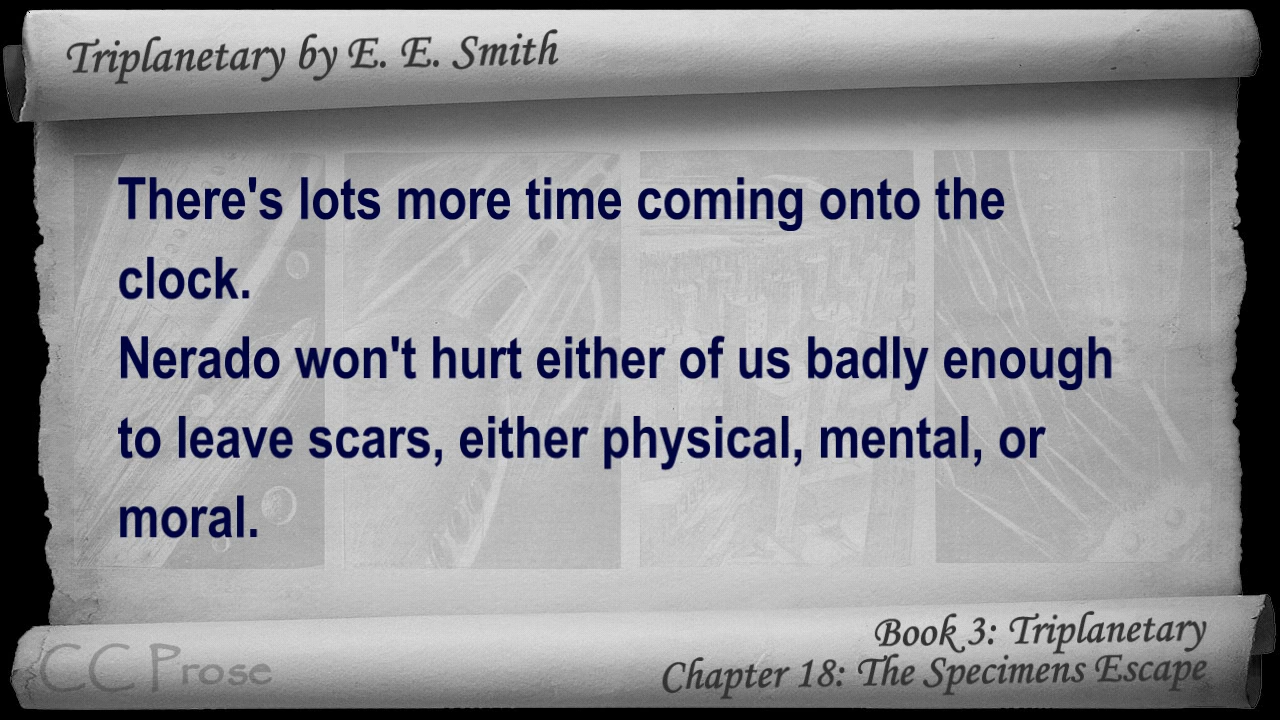 Triplanetary by E. E. Smith
There's lots more time coming onto the
clock.
Nerado won't hurt either of us badly enough
to leave scars, either physical, mental, or
moral.
Book 3: Triplanetary
Chapter 18: The Specimens Escape
CC Prose